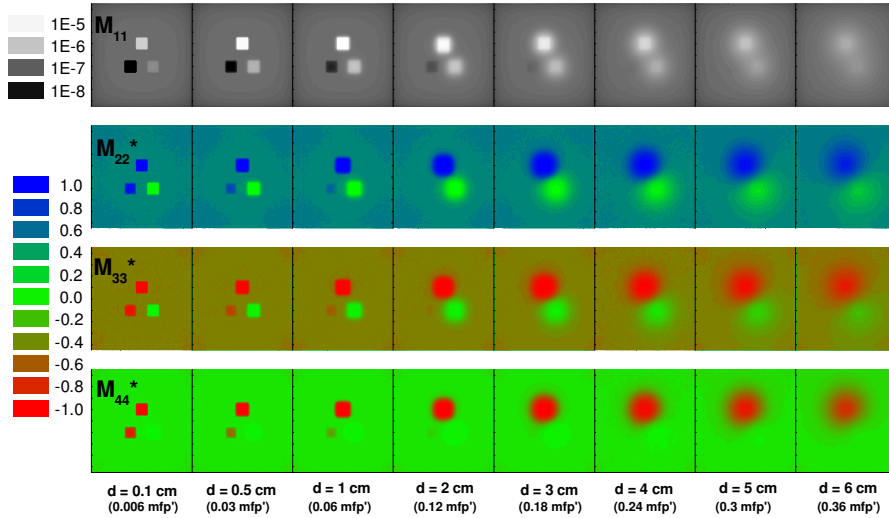 M11
1E-5
1E-6
1E-7
1E-8
M22*
1.0
0.8
0.6
0.4
0.2
0.0
-0.2
-0.4
-0.6
-0.8
-1.0
M33*
M44*
d = 0.1 cm d = 0.5 cm d = 1 cm d = 2 cm d = 3 cm d = 4 cm d = 5 cm d = 6 cm
(0.006 mfp') (0.03 mfp') (0.06 mfp') (0.12 mfp') (0.18 mfp') (0.24 mfp') (0.3 mfp') (0.36 mfp')